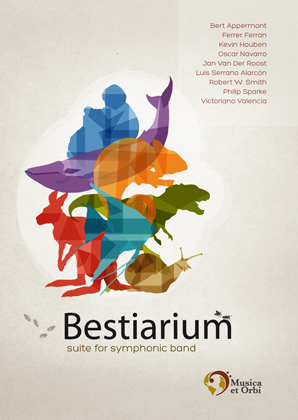 Bert Appermont
Ferrer Ferran
Kevin Houben
Oscar Navarro
Jan Van Der Roost
Luis Serrano Alarcón
Robert W. Smith
Philip Sparke
Victoriano Valencia
Bestiarium
suite for symphonic band
Musica
et Orbi